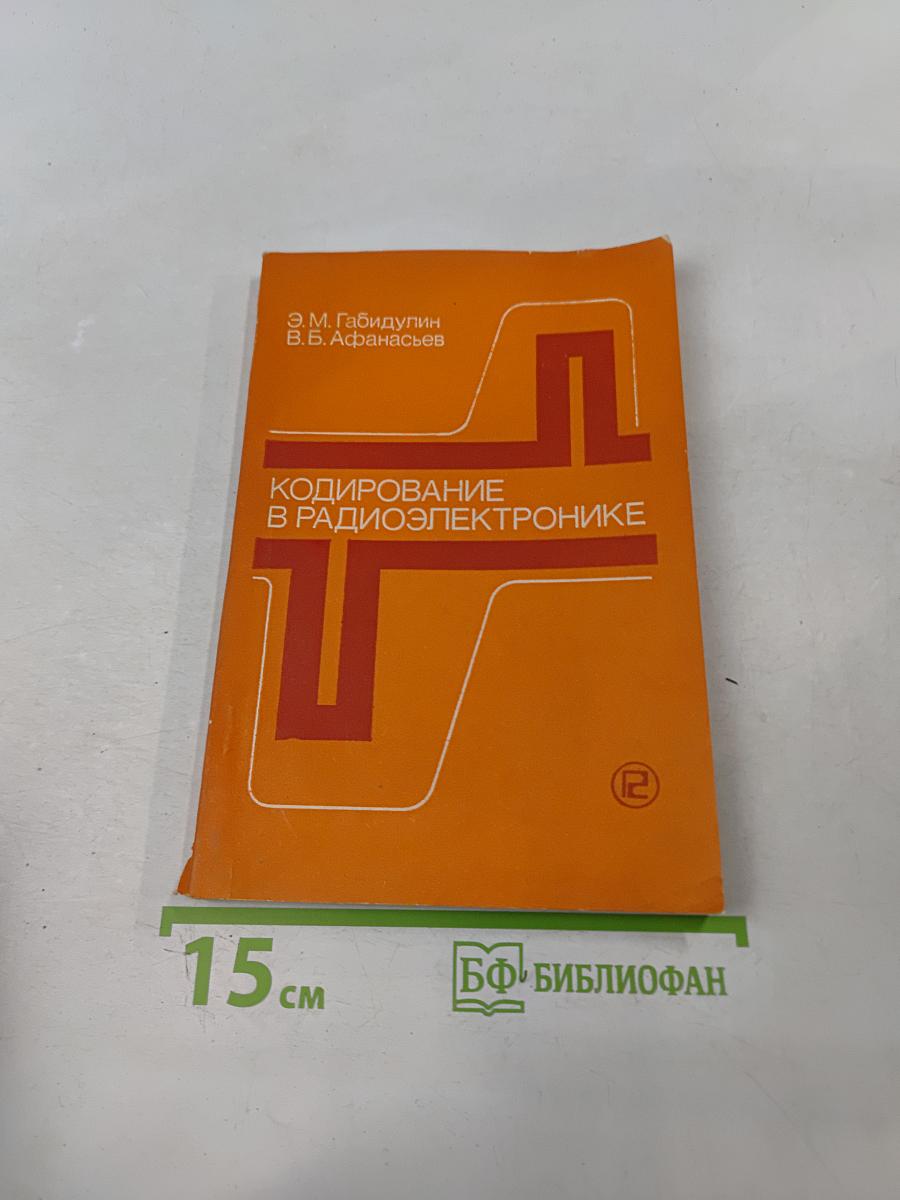 Э. М. Габидулин
В. Б. Афанасьев
КОДИРОВАНИЕ
В РАДИОЭЛЕКТРОНИКЕ
15 см
БФ БИБЛИОФАН